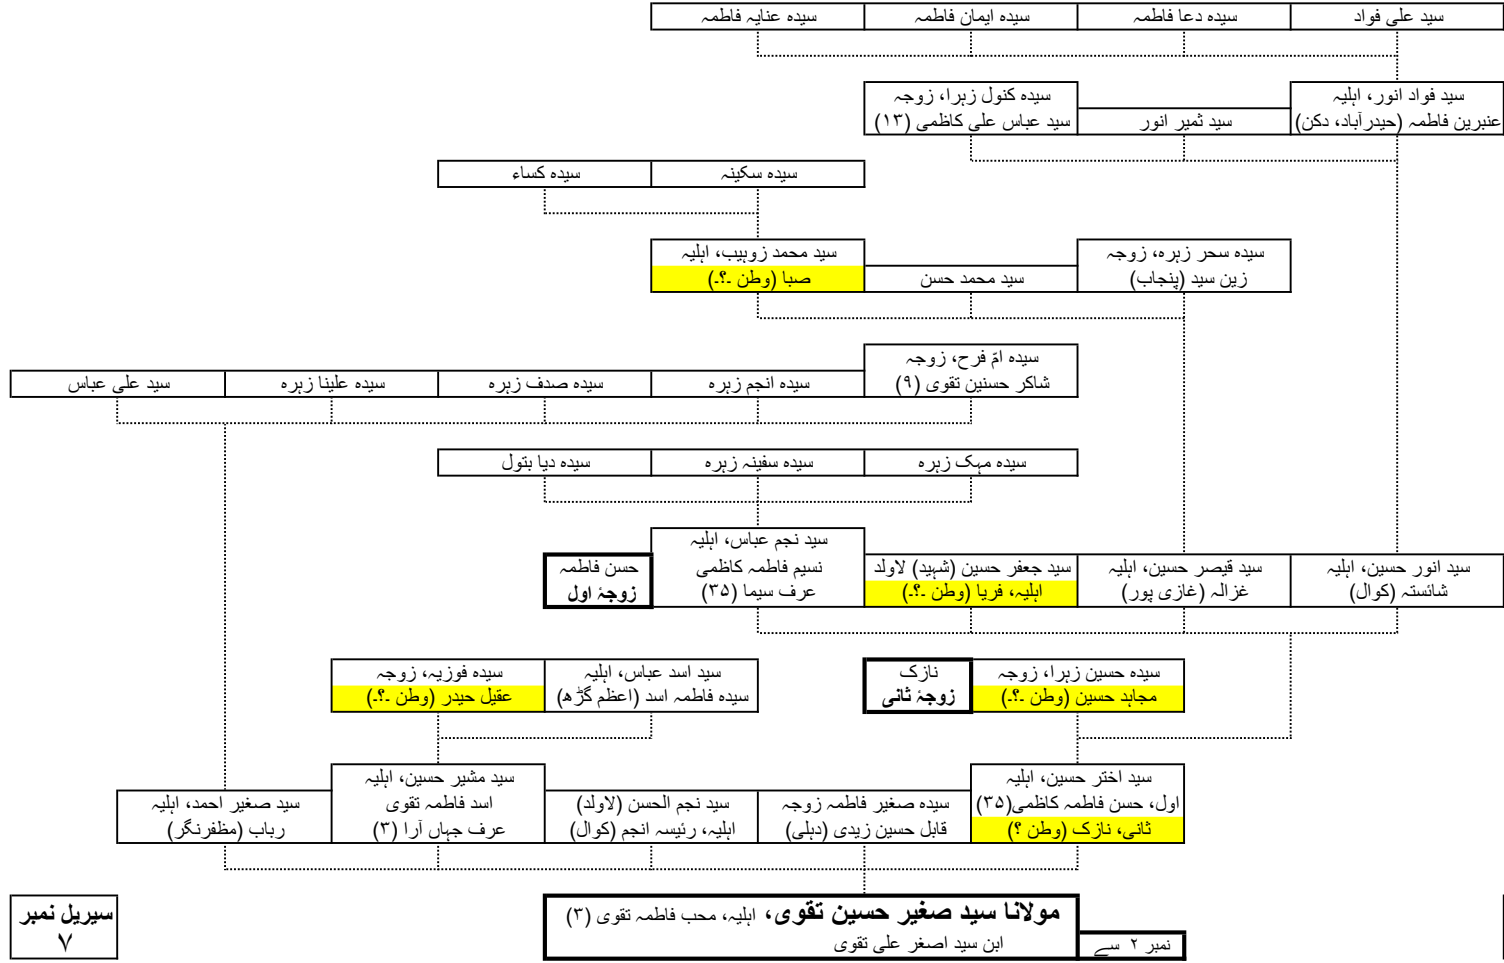 سید علی فواد
سیدہ دعا فاطمہ
سیدہ ایمان فاطمہ
سیدہ عنایہ فاطمہ
سید فواد انور، اہلیہ
عنبرین فاطمہ (حیدرآباد، دکن)
سید ثمیر انور
سیدہ کنول زہرا، زوجہ
سید عباس علی کاظمی (۱۳)
سیدہ سکینہ
سیدہ کساء
سیدہ سحر زہرہ، زوجہ
زین سید (پنجاب)
سید محمد حسن
سید محمد زوہیب، اہلیہ
صبا (وطن ۔؟۔)
سیدہ امّ فرح، زوجہ
شاکر حسنین تقوی (۹)
سیدہ انجم زہرہ
سیدہ صدف زہرہ
سیدہ علینا زہرہ
سید علی عباس
سیدہ مہک زہرہ
سیدہ سفینہ زہرہ
سیدہ دیا بتول
سید انور حسین، اہلیہ
شائستہ (کوال)
سید قیصر حسین، اہلیہ
غزالہ (غازی پور)
سید جعفر حسین (شہید) لاولد
اہلیہ، فریا (وطن ۔؟۔)
سید نجم عباس، اہلیہ
نسیم فاطمہ کاظمی
عرف سیما (۳۵)
حسن فاطمہ
زوجۂ اول
سیدہ حسین زہرا، زوجہ
مجاہد حسین (وطن ۔؟۔)
نازک
زوجۂ ثانی
سید اسد عباس، اہلیہ
سیدہ فاطمہ اسد (اعظم گڑھ)
سیدہ فوزیہ، زوجہ
عقیل حیدر (وطن ۔؟۔)
سید اختر حسین، اہلیہ
اول، حسن فاطمہ کاظمی(۳۵)
ثانی، نازک (وطن ؟)
سیدہ صغیر فاطمہ زوجہ
قابل حسین زیدی (دہلی)
سید نجم الحسن (لاولد)
اہلیہ، رئیسہ انجم (کوال)
سید مشیر حسین، اہلیہ
اسد فاطمہ تقوی
عرف جہاں آرا (۳)
سید صغیر احمد، اہلیہ
رباب (مظفرنگر)
نمبر ۲ سے
مولانا سید صغیر حسین تقوی، اہلیہ، محب فاطمہ تقوی (۳)
ابن سید اصغر علی تقوی
سیریل نمبر
۷